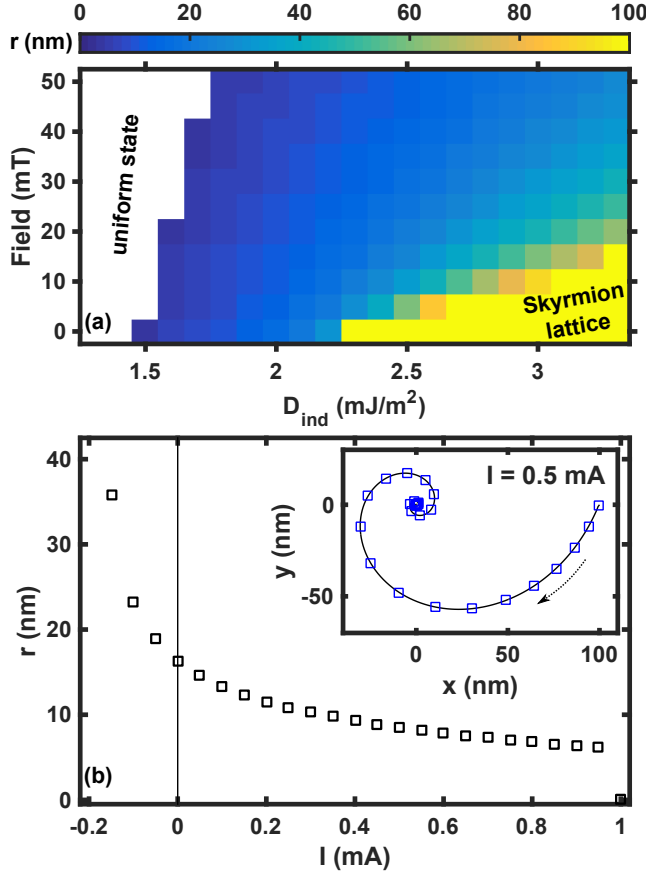 r (nm) 0 20 40 60 80 100
50
40
30
20
10
0
Field (mT)
uniform state
(a)
Skyrmion
lattice
1.5 2 2.5 3
D_ind (mJ/m²)
40
30
20
10
0
r (nm)
(b)
I = 0.5 mA
0
-50
y (nm)
0 50 100
x (nm)
-0.2 0 0.2 0.4 0.6 0.8 1
I (mA)